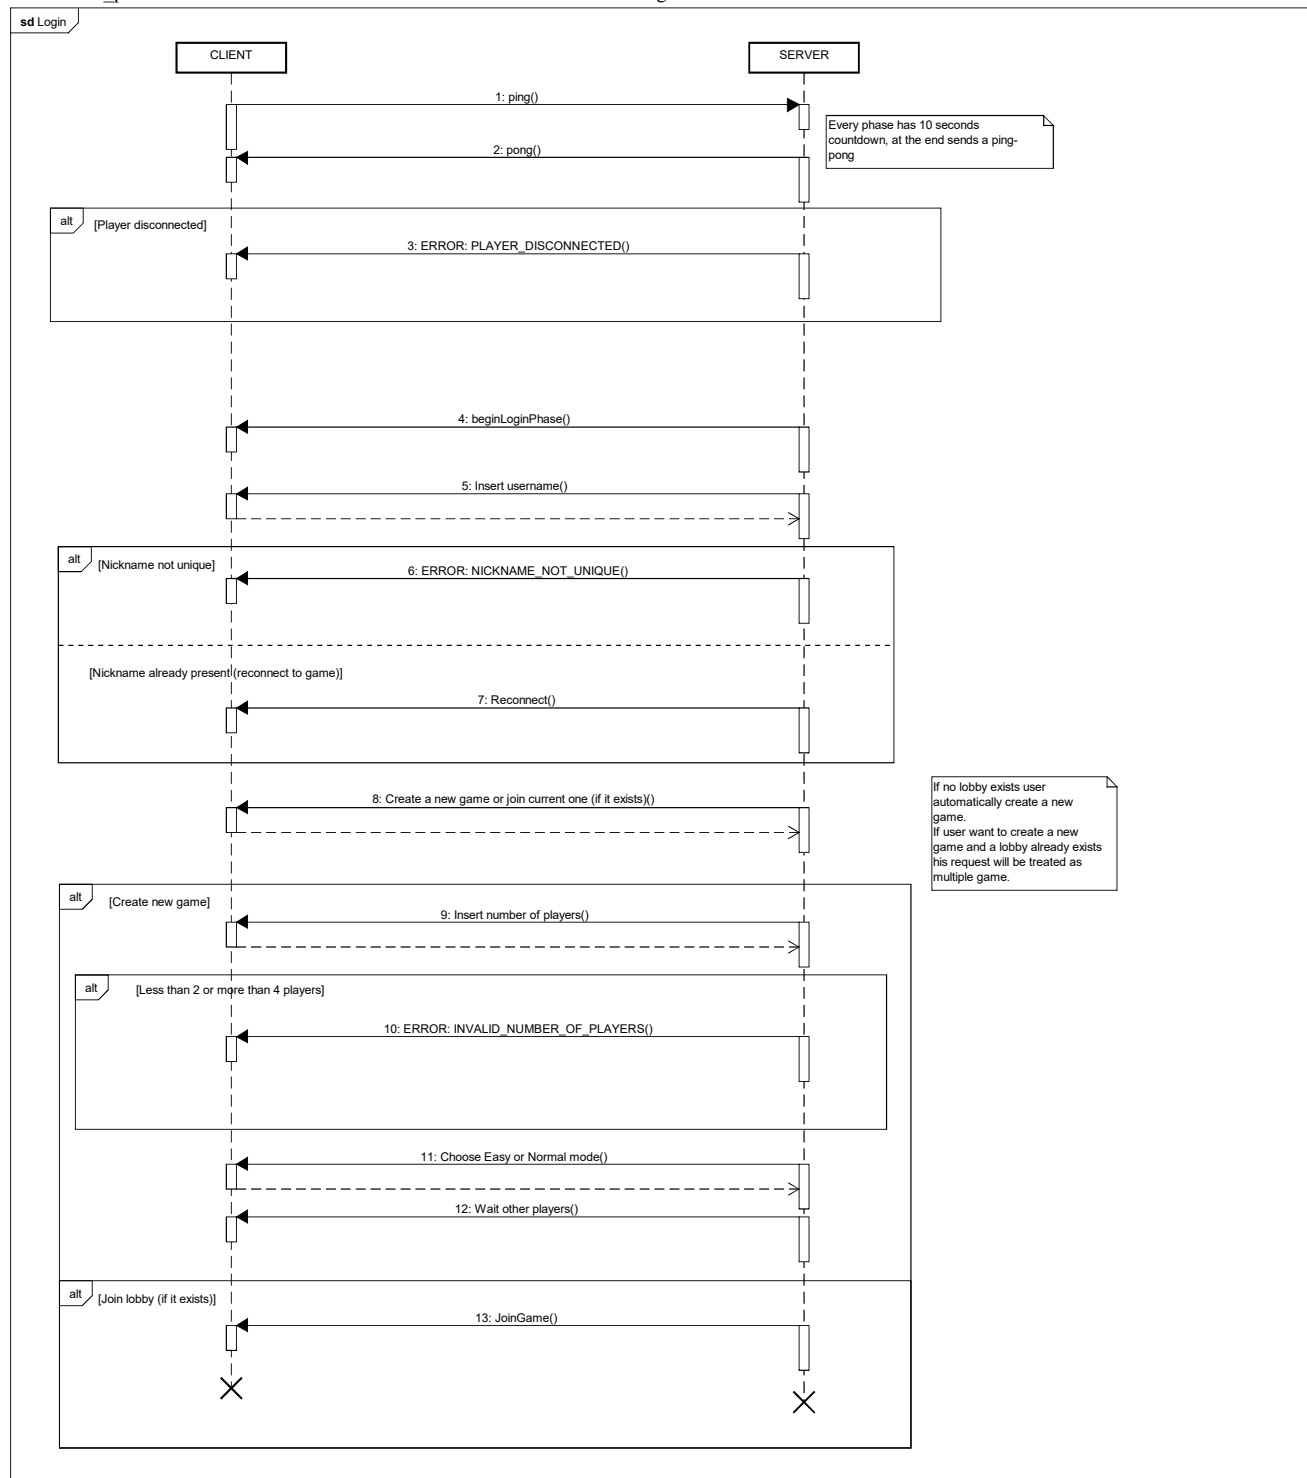 sd Login
CLIENT
SERVER
1: ping()
Every phase has 10 seconds
countdown, at the end sends a ping-
pong
2: pong()
alt
[Player disconnected]
3: ERROR: PLAYER_DISCONNECTED()
4: beginLoginPhase()
5: Insert username()
alt
[Nickname not unique]
6: ERROR: NICKNAME_NOT_UNIQUE()
[Nickname already present (reconnect to game)]
7: Reconnect()
8: Create a new game or join current one (if it exists)()
If no lobby exists user
automatically create a new
game.
If user want to create a new
game and a lobby already exists
his request will be treated as
multiple game.
alt
[Create new game]
9: Insert number of players()
alt
[Less than 2 or more than 4 players]
10: ERROR: INVALID_NUMBER_OF_PLAYERS()
11: Choose Easy or Normal mode()
12: Wait other players()
alt
[Join lobby (if it exists)]
13: JoinGame()